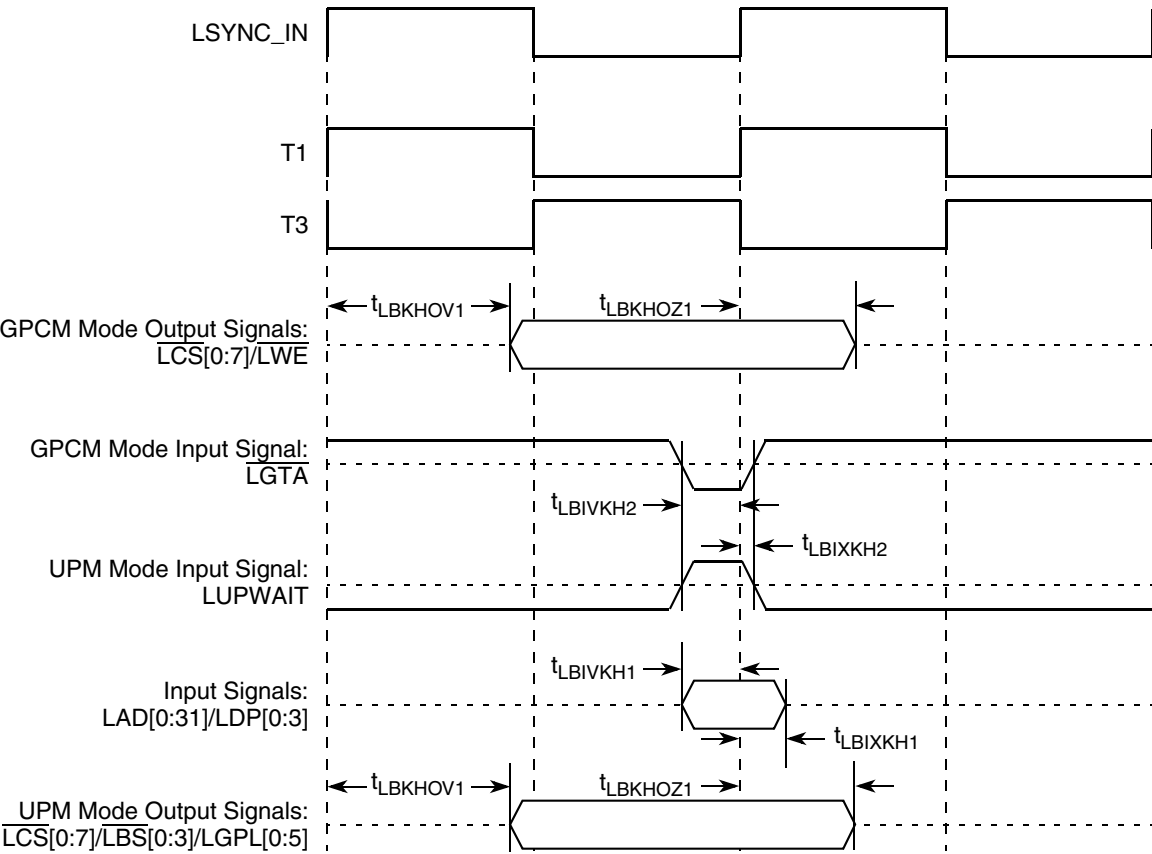 LSYNC_IN
T1
T3
tLBKHOV1
tLBKHOZ1
GPCM Mode Output Signals:
LCS[0:7]/LWE
GPCM Mode Input Signal:
LGTA
tLBIVKH2
tLBIXKH2
UPM Mode Input Signal:
LUPWAIT
tLBIVKH1
Input Signals:
LAD[0:31]/LDP[0:3]
tLBIXKH1
tLBKHOV1
tLBKHOZ1
UPM Mode Output Signals:
LCS[0:7]/LBS[0:3]/LGPL[0:5]